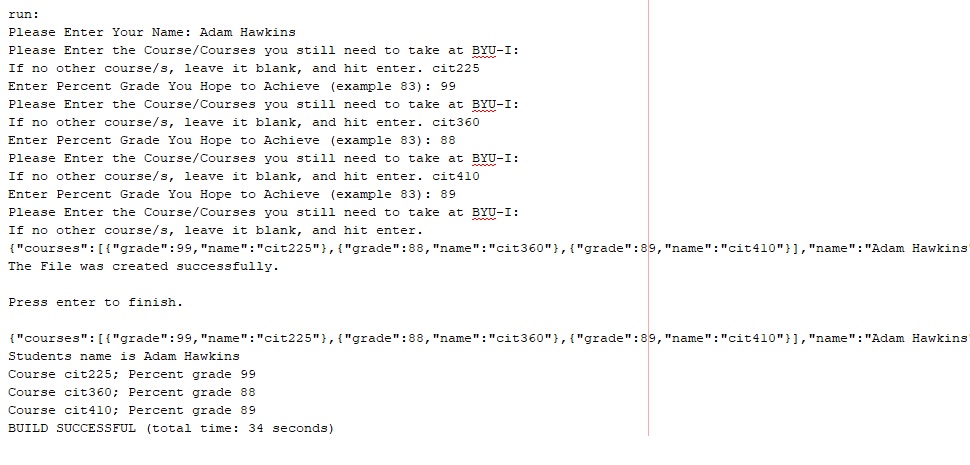 run:
Please Enter Your Name: Adam Hawkins
Please Enter the Course/Courses you still need to take at BYU-I:
If no other course/s, leave it blank, and hit enter. cit225
Enter Percent Grade You Hope to Achieve (example 83): 99
Please Enter the Course/Courses you still need to take at BYU-I:
If no other course/s, leave it blank, and hit enter. cit360
Enter Percent Grade You Hope to Achieve (example 83): 88
Please Enter the Course/Courses you still need to take at BYU-I:
If no other course/s, leave it blank, and hit enter. cit410
Enter Percent Grade You Hope to Achieve (example 83): 89
Please Enter the Course/Courses you still need to take at BYU-I:
If no other course/s, leave it blank, and hit enter.
{"courses":[{"grade":99,"name":"cit225"},{"grade":88,"name":"cit360"},{"grade":89,"name":"cit410"}],"name":"Adam Hawkins"
The File was created successfully.
Press enter to finish.
{"courses":[{"grade":99,"name":"cit225"},{"grade":88,"name":"cit360"},{"grade":89,"name":"cit410"}],"name":"Adam Hawkins"
Students name is Adam Hawkins
Course cit225; Percent grade 99
Course cit360; Percent grade 88
Course cit410; Percent grade 89
BUILD SUCCESSFUL (total time: 34 seconds)